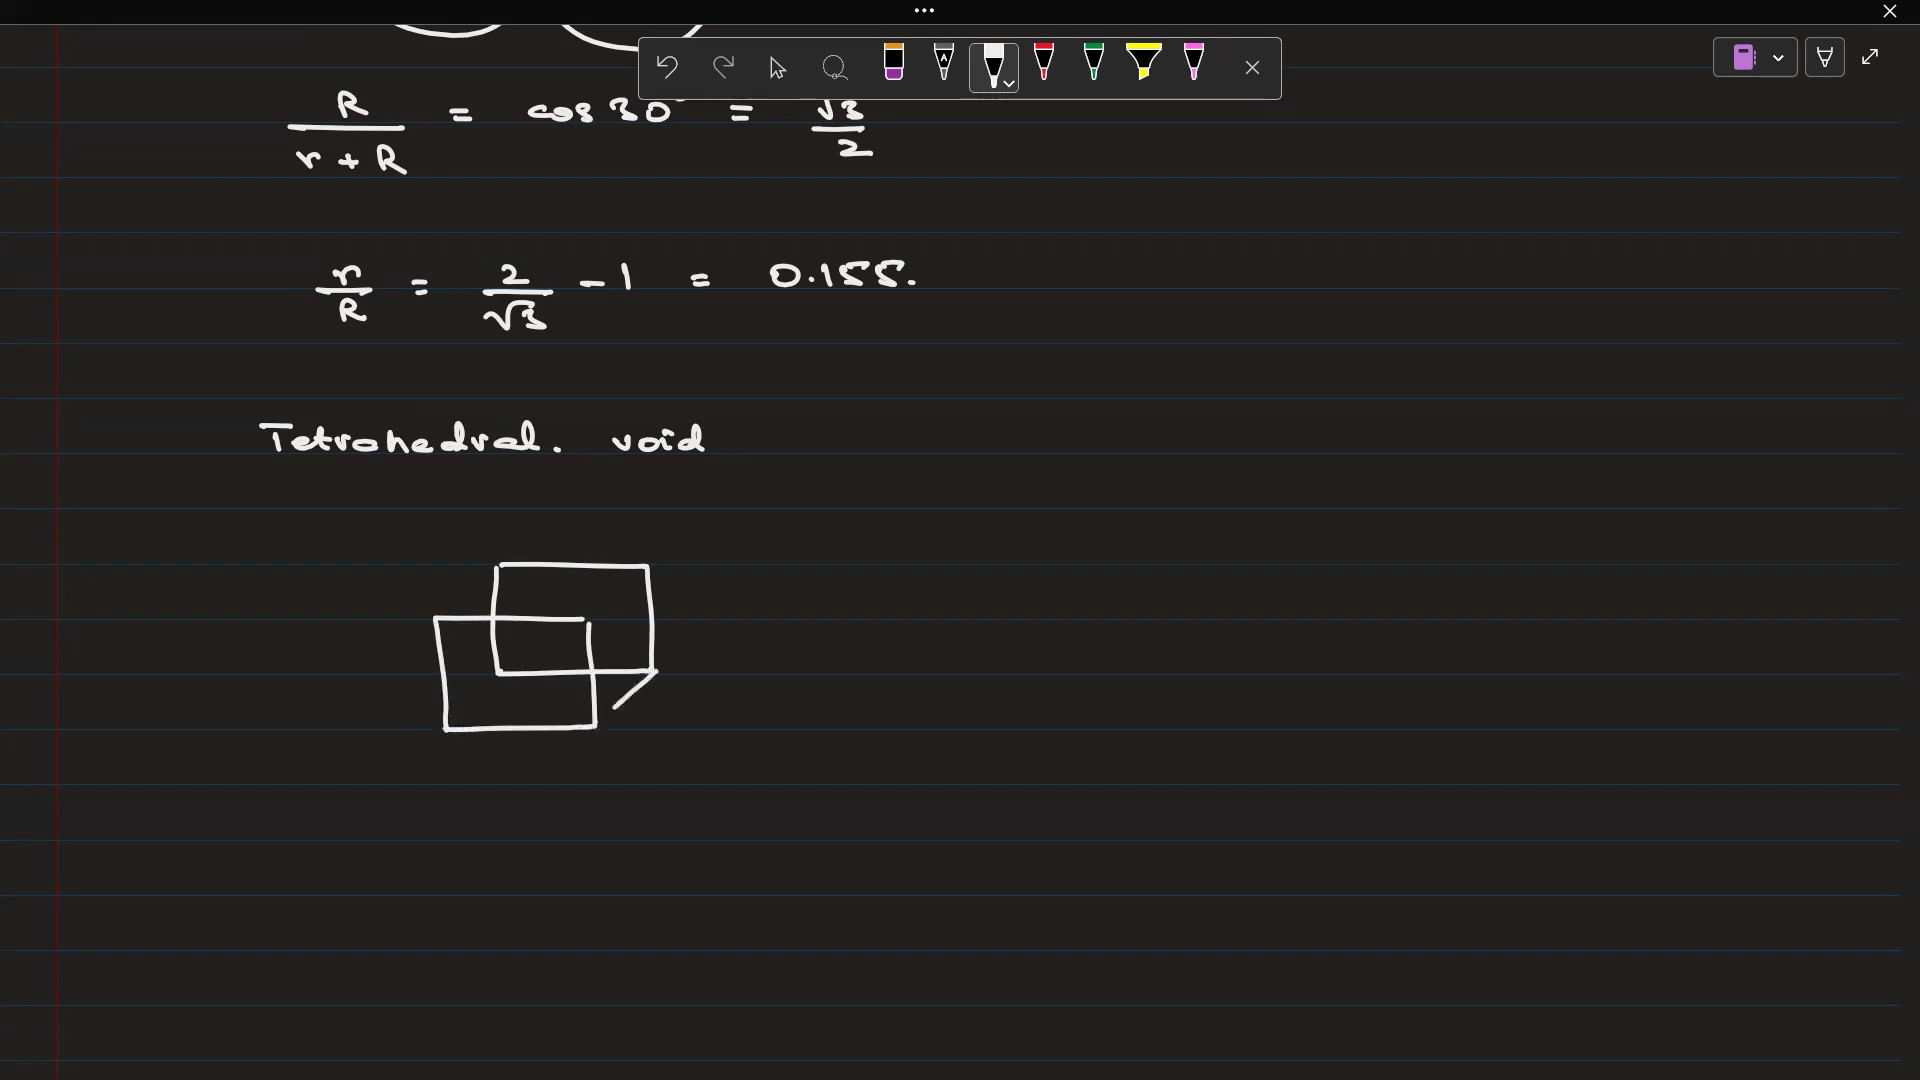 R / r + R = cos 30° = √3 / 2
r / R = 2 / √3 - 1 = 0.155.
Tetrahedral. void